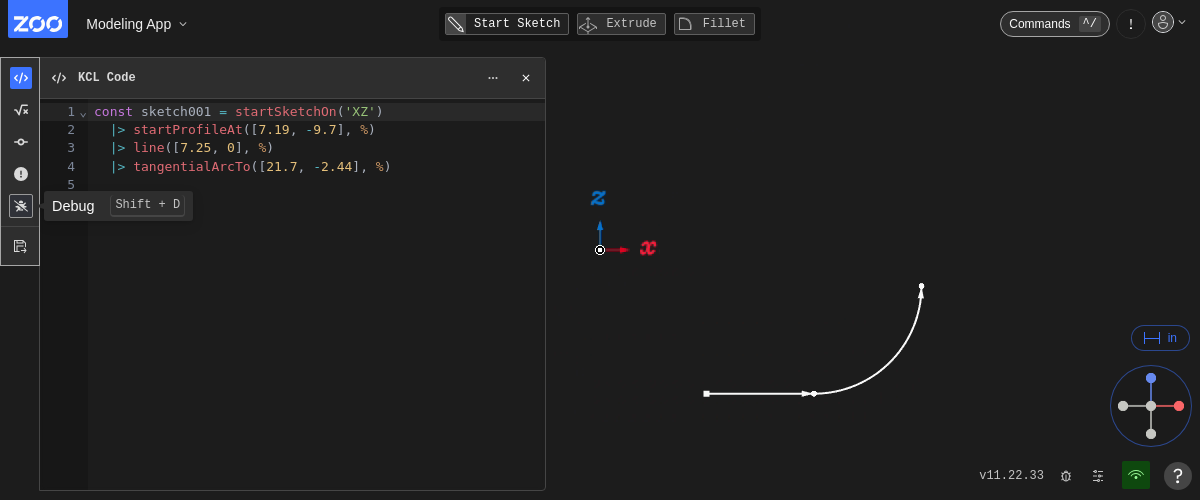 ZOO Modeling App Start Sketch Extrude Fillet Commands ^/ !
KCL Code
1 const sketch001 = startSketchOn('XZ')
2 |> startProfileAt([7.19, -9.7], %)
3 |> line([7.25, 0], %)
4 |> tangentialArcTo([21.7, -2.44], %)
5
Debug Shift + D
z
x
in
v11.22.33 ?